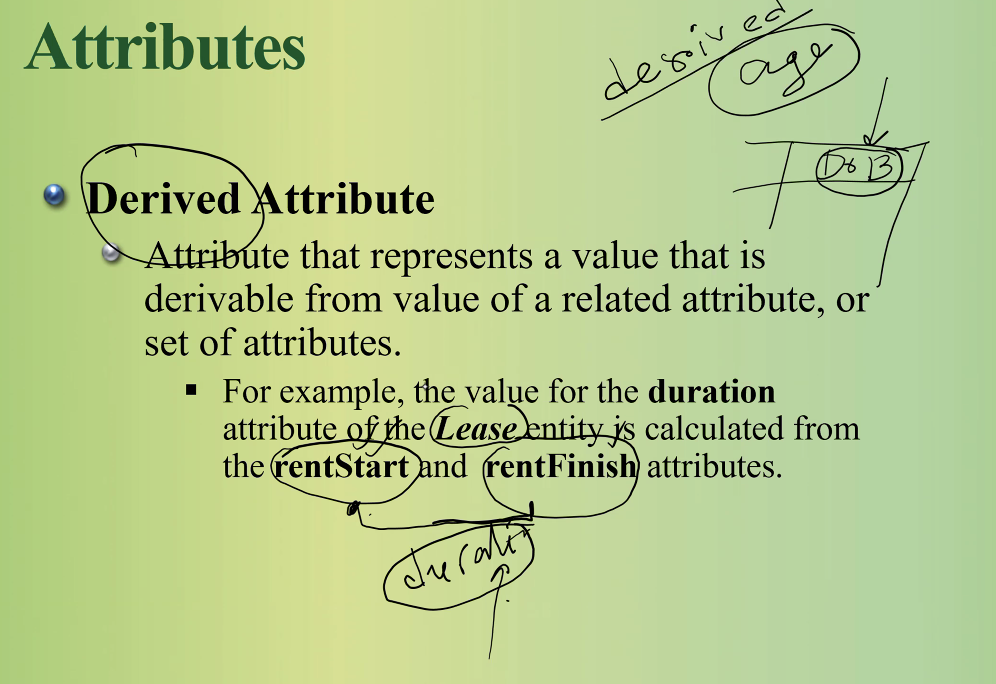 Attributes
derived
age
DoB
Derived Attribute
Attribute that represents a value that is
derivable from value of a related attribute, or
set of attributes.
For example, the value for the duration
attribute of the Lease entity is calculated from
the rentStart and rentFinish attributes.